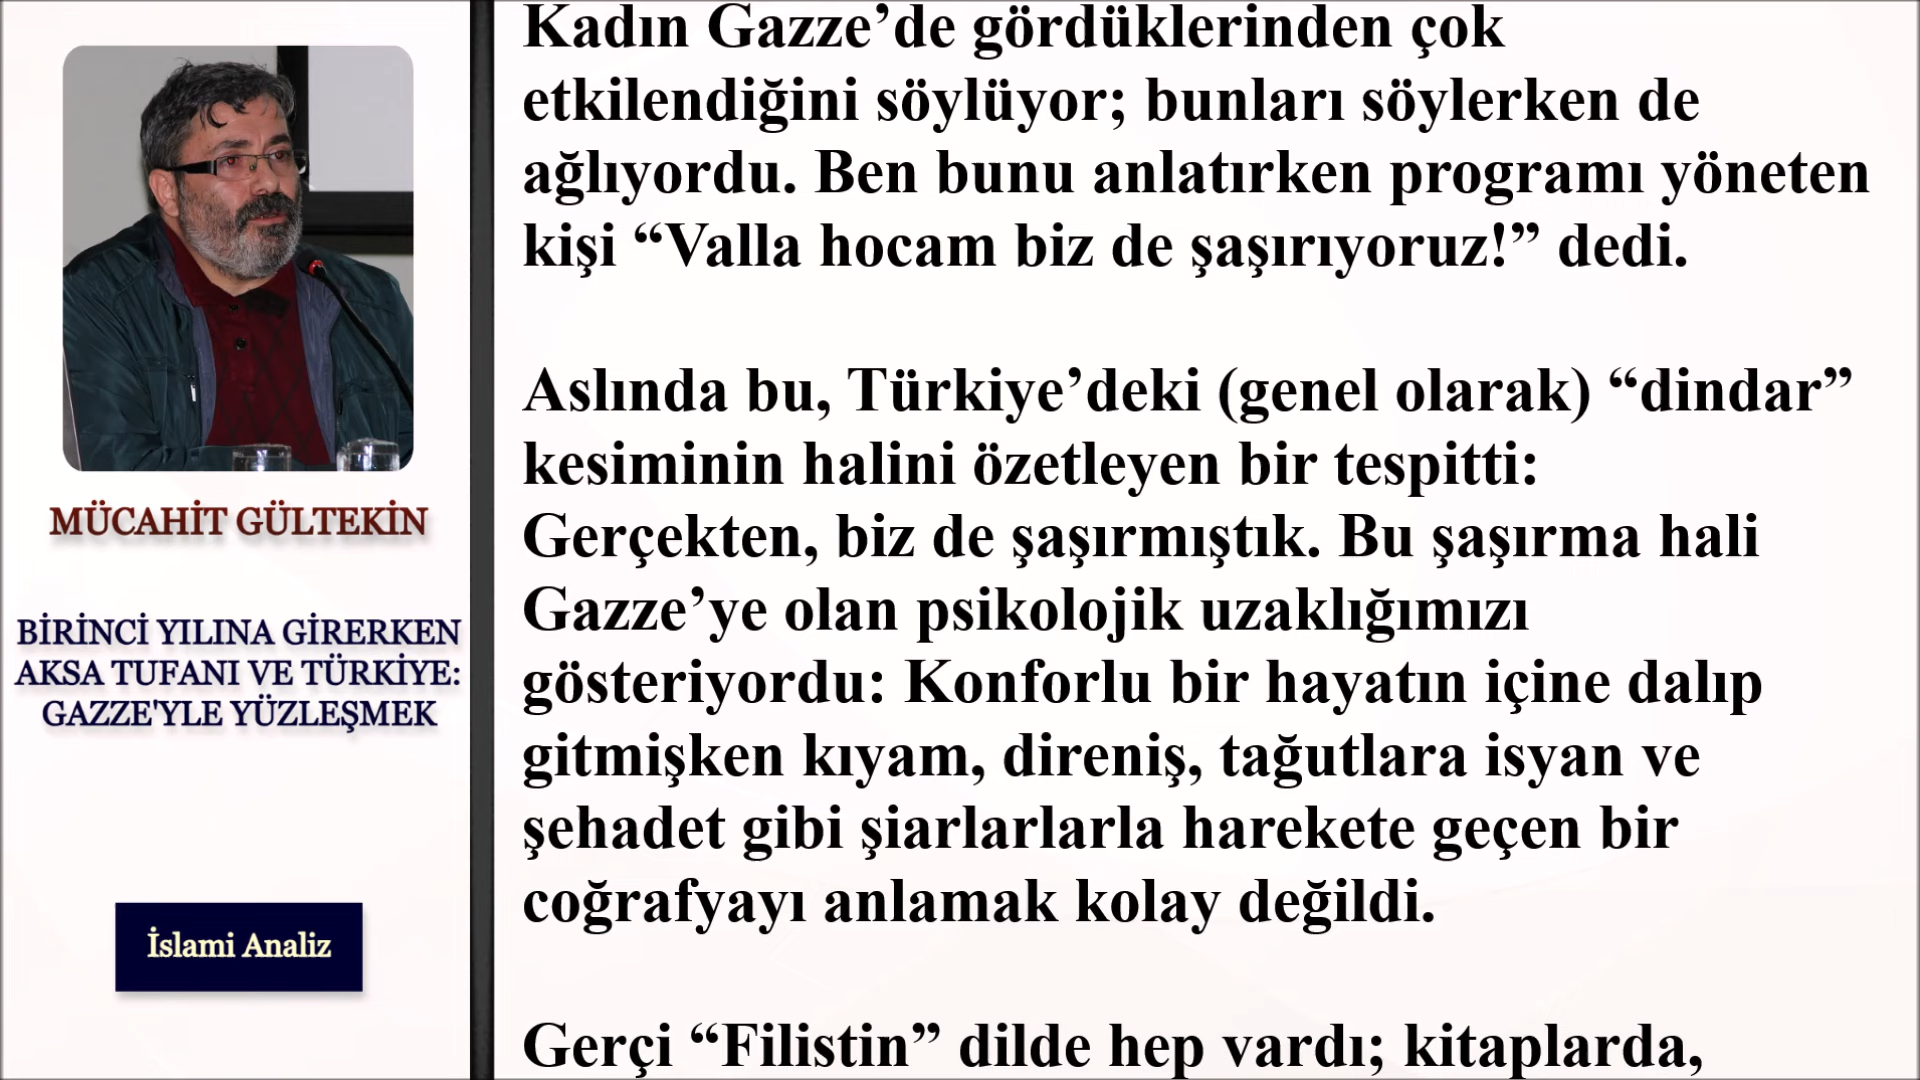 MÜCAHİT GÜLTEKİN
BİRİNCİ YILINA GİRERKEN
AKSA TUFANI VE TÜRKİYE:
GAZZE'YLE YÜZLEŞMEK
İslami Analiz
Kadın Gazze’de gördüklerinden çok
etkilendiğini söylüyor; bunları söylerken de
ağlıyordu. Ben bunu anlatırken programı yöneten
kişi “Valla hocam biz de şaşırıyoruz!” dedi.
Aslında bu, Türkiye’deki (genel olarak) “dindar”
kesiminin halini özetleyen bir tespitti:
Gerçekten, biz de şaşırmıştık. Bu şaşırma hali
Gazze’ye olan psikolojik uzaklığımızı
gösteriyordu: Konforlu bir hayatın içine dalıp
gitmişken kıyam, direniş, tağutlara isyan ve
şehadet gibi şiarlarlarla harekete geçen bir
coğrafyayı anlamak kolay değildi.
Gerçi “Filistin” dilde hep vardı; kitaplarda,